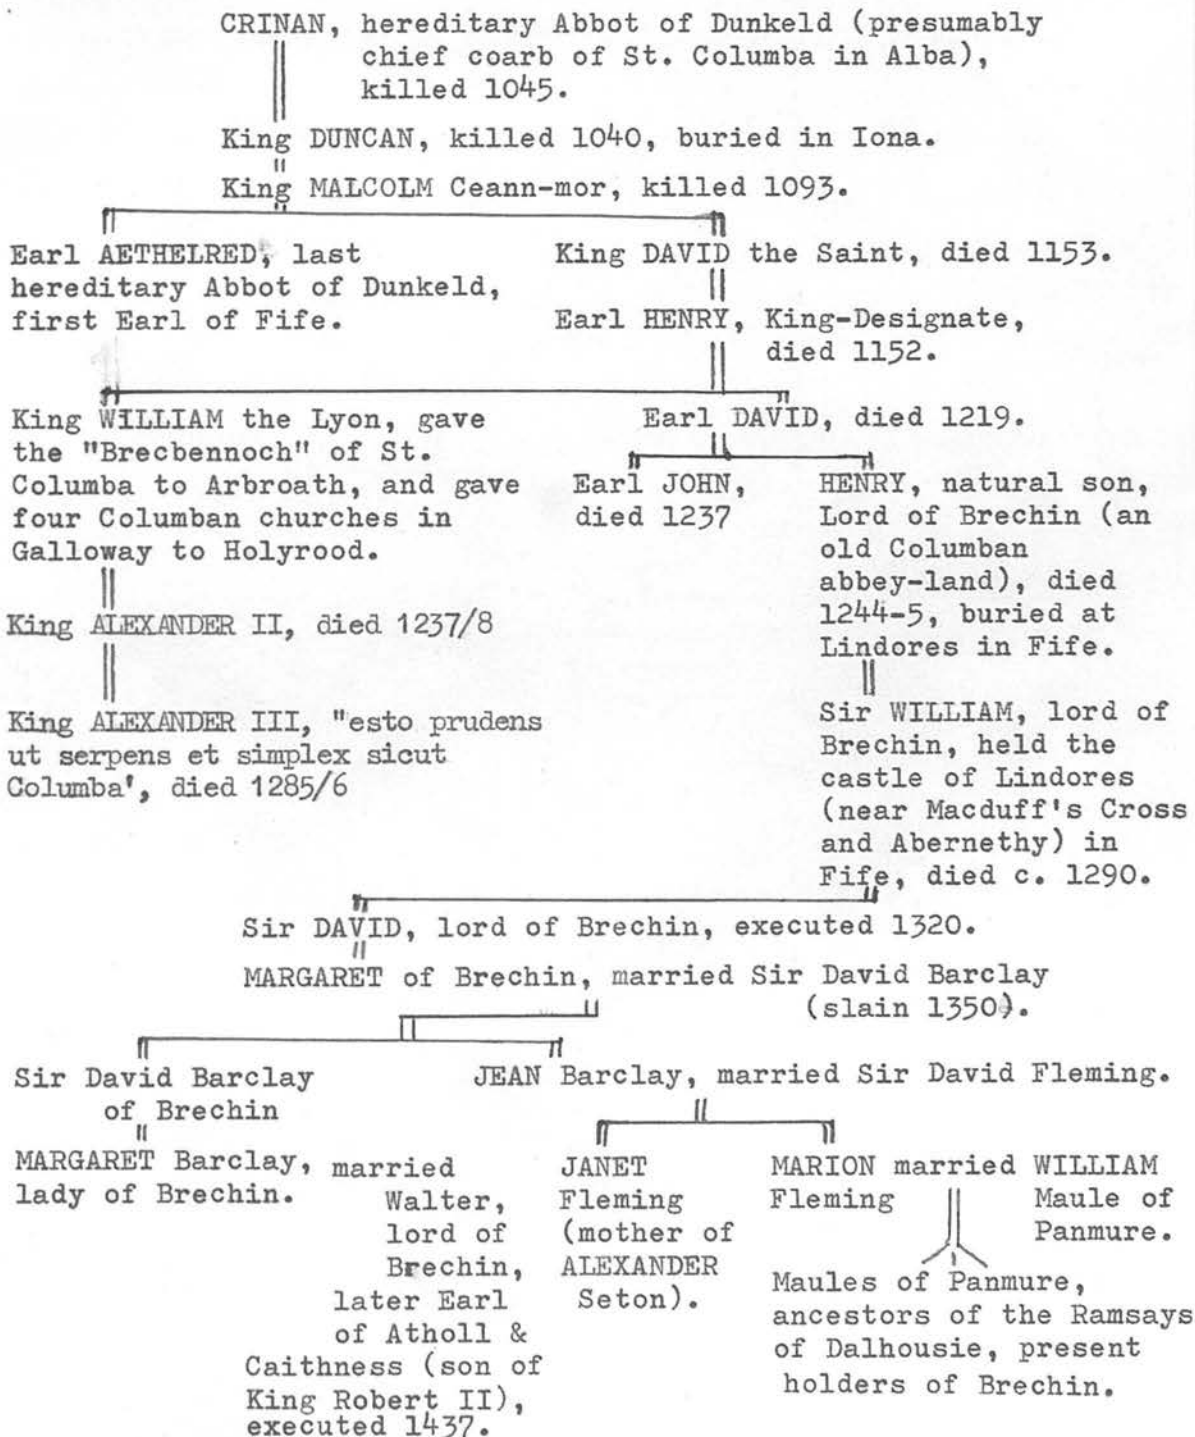 CRINAN, hereditary Abbot of Dunkeld (presumably
chief coarb of St. Columba in Alba),
killed 1045.
King DUNCAN, killed 1040, buried in Iona.
King MALCOLM Ceann-mor, killed 1093.
Earl AETHELRED, last
hereditary Abbot of Dunkeld,
first Earl of Fife.
King DAVID the Saint, died 1153.
Earl HENRY, King-Designate,
died 1152.
King WILLIAM the Lyon, gave
the "Brecbennoch" of St.
Columba to Arbroath, and gave
four Columban churches in
Galloway to Holyrood.
Earl DAVID, died 1219.
Earl JOHN,
died 1237
HENRY, natural son,
Lord of Brechin (an
old Columban
abbey-land), died
1244-5, buried at
Lindores in Fife.
King ALEXANDER II, died 1237/8
King ALEXANDER III, "esto prudens
ut serpens et simplex sicut
Columba', died 1285/6
Sir WILLIAM, lord of
Brechin, held the
castle of Lindores
(near Macduff's Cross
and Abernethy) in
Fife, died c. 1290.
Sir DAVID, lord of Brechin, executed 1320.
MARGARET of Brechin, married Sir David Barclay
(slain 1350).
Sir David Barclay
of Brechin
JEAN Barclay, married Sir David Fleming.
MARGARET Barclay,
lady of Brechin.
married
Walter,
lord of
Brechin,
later Earl
of Atholl &
Caithness (son of
King Robert II),
executed 1437.
JANET
Fleming
(mother of
ALEXANDER
Seton).
MARION married WILLIAM
Fleming
Maule of
Panmure.
Maules of Panmure,
ancestors of the Ramsays
of Dalhousie, present
holders of Brechin.